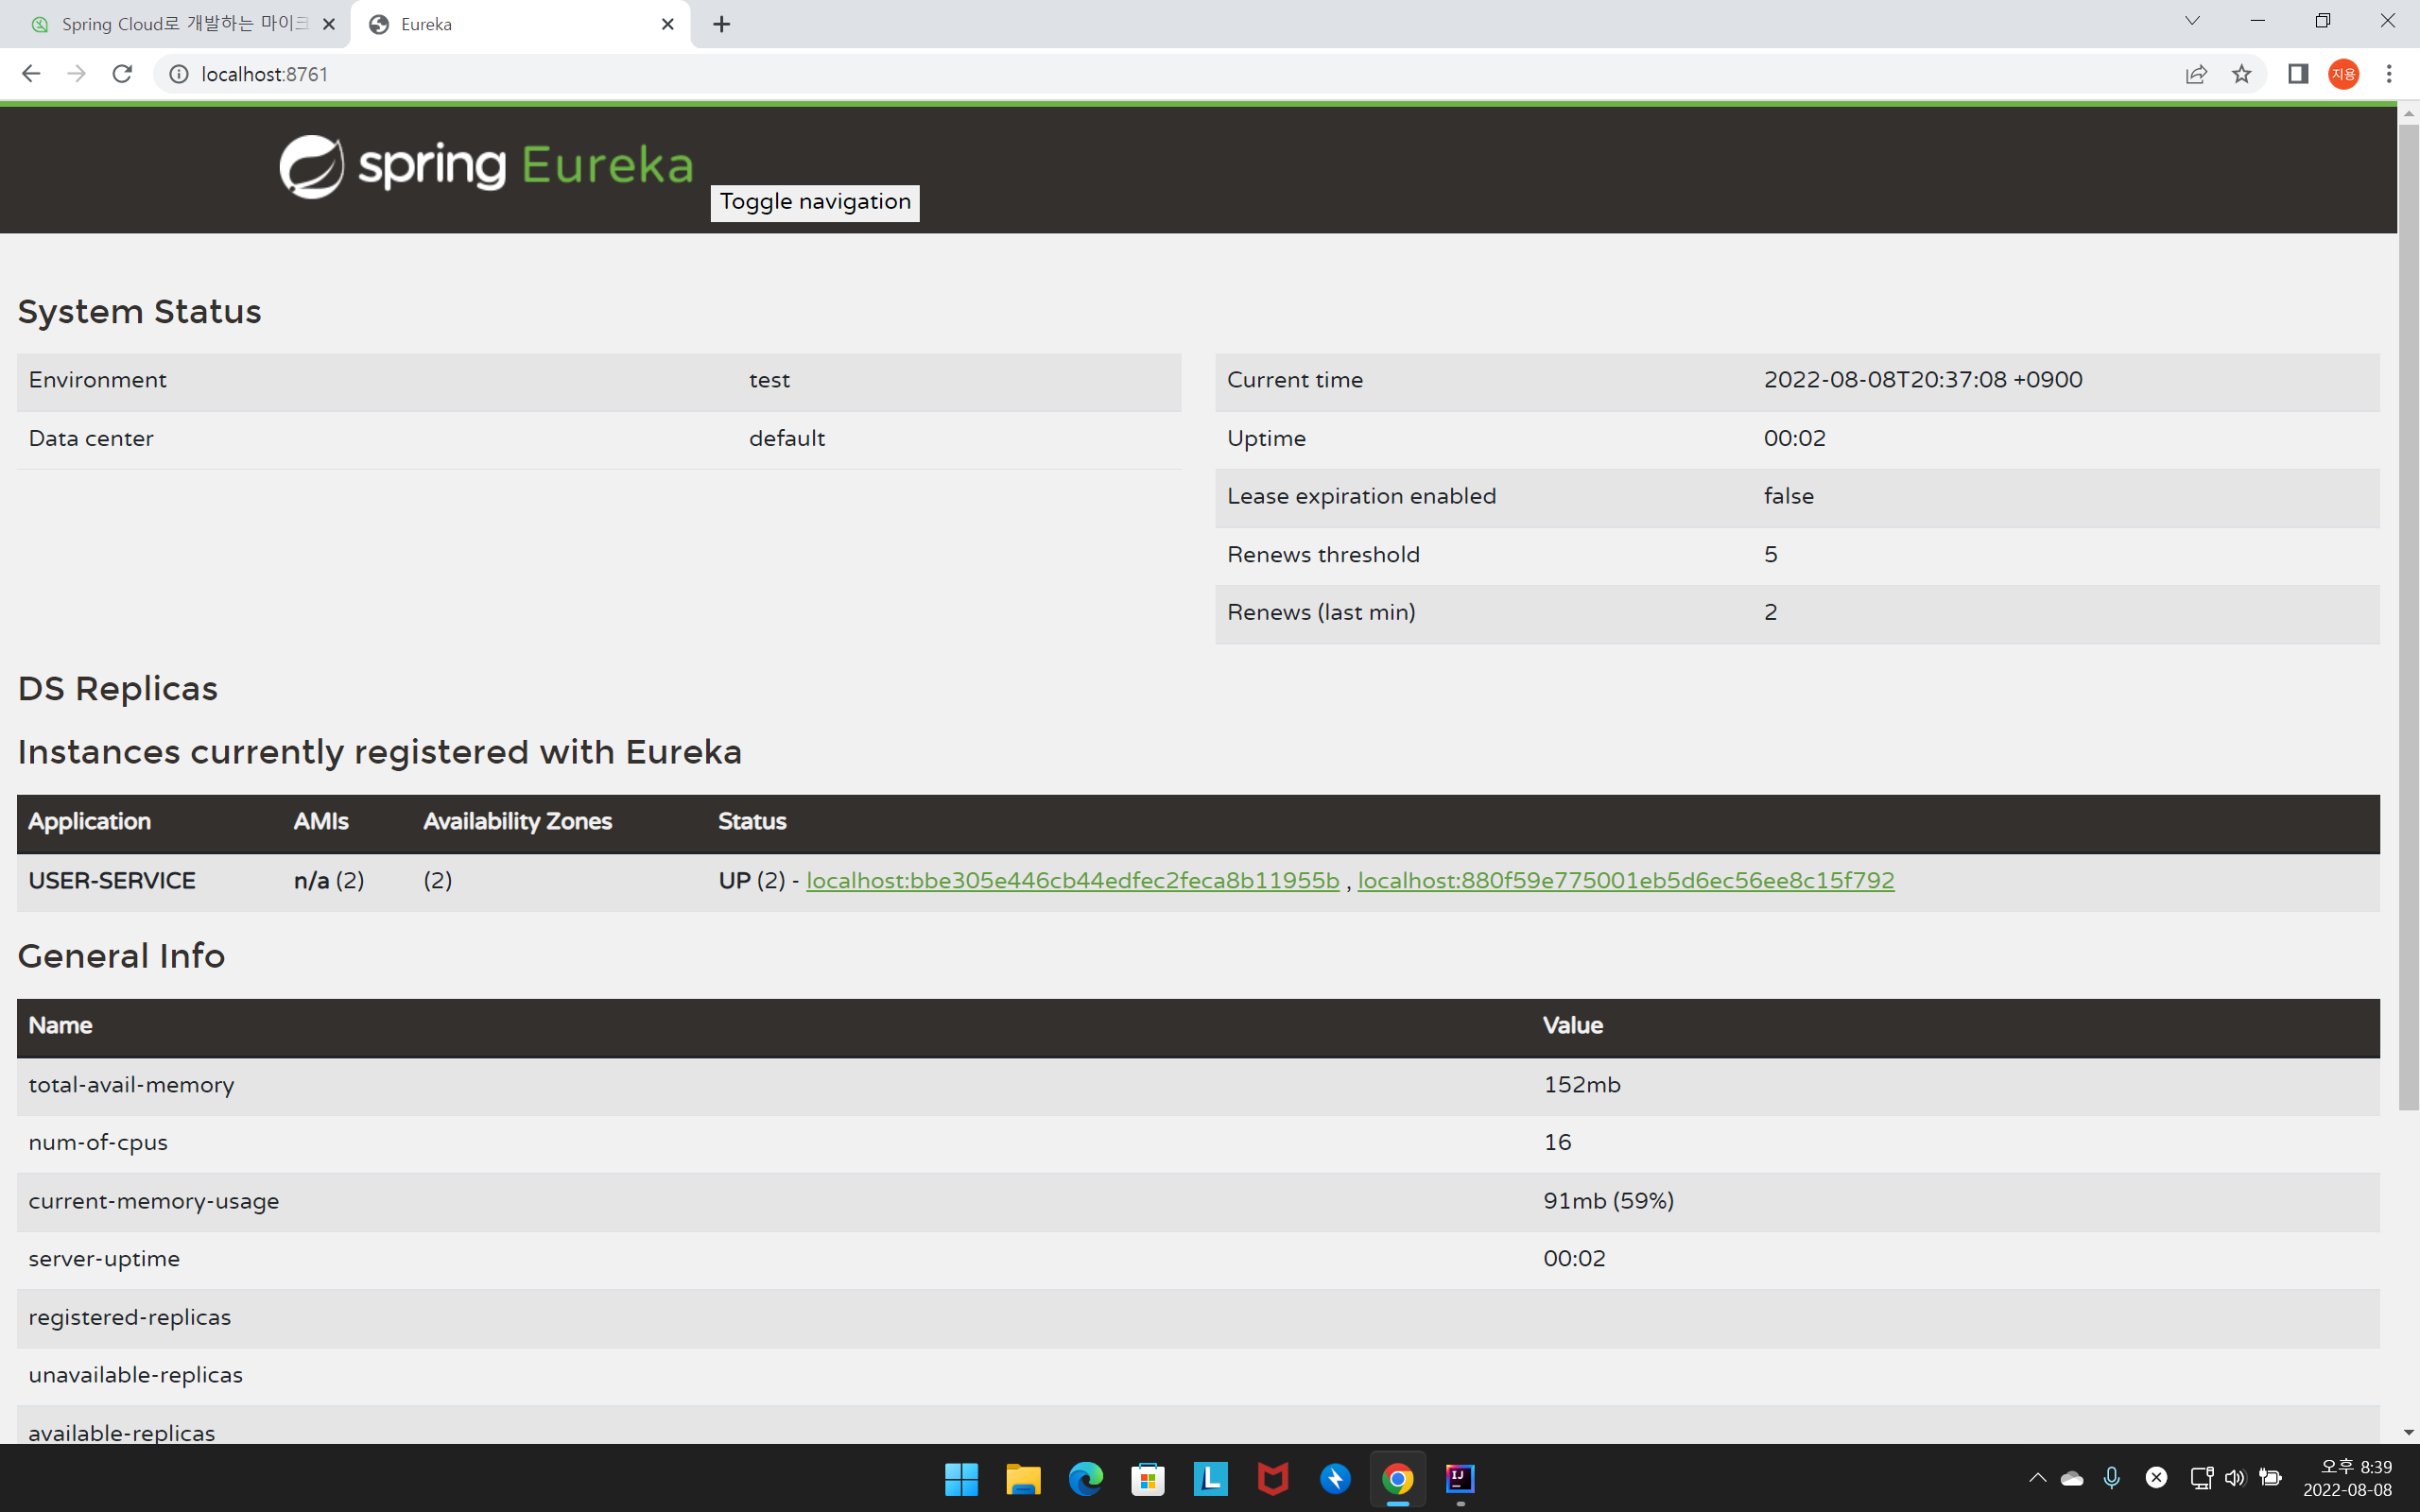 Spring Cloud로 개발하는 마이크
Eureka
localhost:8761
지용
spring Eureka
Toggle navigation
System Status
Environment test
Data center default
Current time 2022-08-08T20:37:08 +0900
Uptime 00:02
Lease expiration enabled false
Renews threshold 5
Renews (last min) 2
DS Replicas
Instances currently registered with Eureka
Application AMIs Availability Zones Status
USER-SERVICE n/a (2) (2) UP (2) - localhost:bbe305e446cb44edfec2feca8b11955b , localhost:880f59e775001eb5d6ec56ee8c15f792
General Info
Name Value
total-avail-memory 152mb
num-of-cpus 16
current-memory-usage 91mb (59%)
server-uptime 00:02
registered-replicas
unavailable-replicas
available-replicas
L
IJ
오후 8:39
2022-08-08